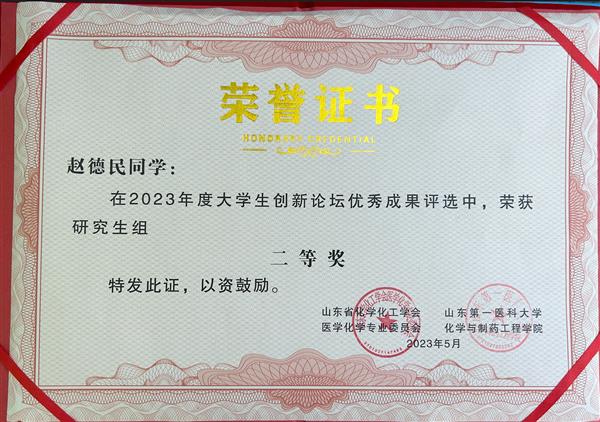 荣誉证书
HONORARY CREDENTIAL
赵德民同学：
在2023年度大学生创新论坛优秀成果评选中，荣获
研究生组
二等奖
特发此证，以资鼓励。
山东省化学化工学会 山东第一医科大学
医学化学专业委员会 化学与制药工程学院
2023年5月